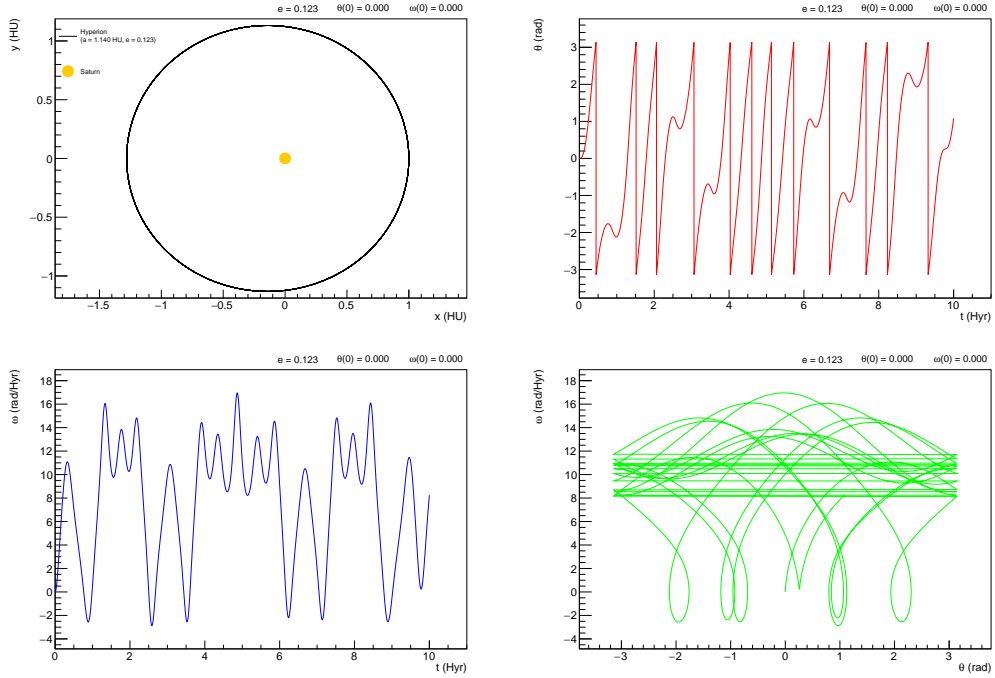 e = 0.123 θ(0) = 0.000 ω(0) = 0.000
y (HU)
Hyperion
(a = 1.140 HU, e = 0.123)
Saturn
1
0.5
0
−0.5
−1
−1.5 −1 −0.5 0 0.5 1
x (HU)
e = 0.123 θ(0) = 0.000 ω(0) = 0.000
θ (rad)
3
2
1
0
−1
−2
−3
0 2 4 6 8 10
t (Hyr)
e = 0.123 θ(0) = 0.000 ω(0) = 0.000
ω (rad/Hyr)
18
16
14
12
10
8
6
4
2
0
−2
−4
0 2 4 6 8 10
t (Hyr)
e = 0.123 θ(0) = 0.000 ω(0) = 0.000
ω (rad/Hyr)
18
16
14
12
10
8
6
4
2
0
−2
−4
−3 −2 −1 0 1 2 3
θ (rad)